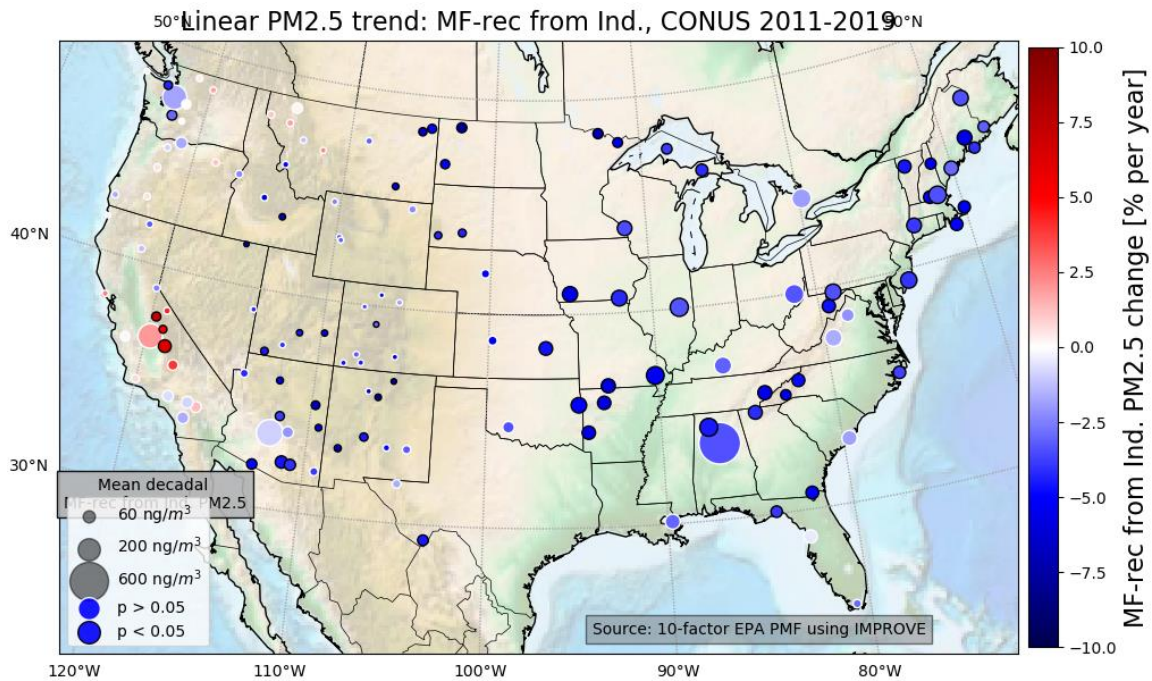 Linear PM2.5 trend: MF-rec from Ind., CONUS 2011-2019
50°N
50°N
40°N
30°N
120°W
110°W
100°W
90°W
80°W
Mean decadal
MF-rec from Ind. PM2.5
60 ng/m³
200 ng/m³
600 ng/m³
p > 0.05
p < 0.05
Source: 10-factor EPA PMF using IMPROVE
10.0
7.5
5.0
2.5
0.0
−2.5
−5.0
−7.5
−10.0
MF-rec from Ind. PM2.5 change [% per year]